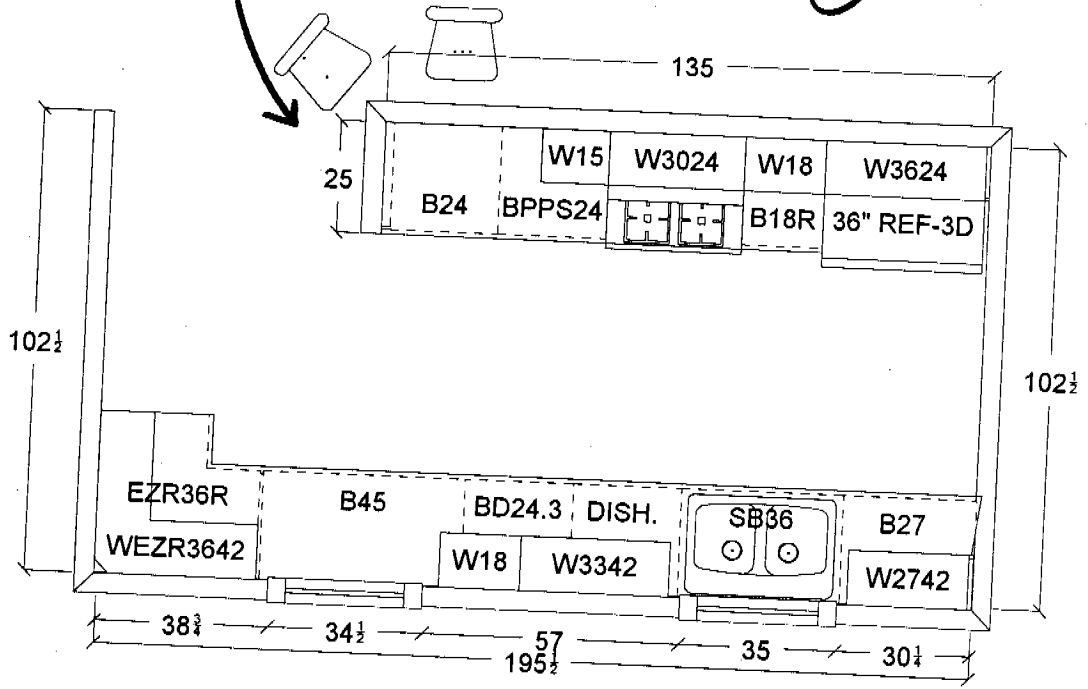 135
W15 W3024 W18 W3624
25
B24 BPPS24 B18R 36" REF-3D
102½
102½
EZR36R B45 BD24.3 DISH. SB36 B27
WEZR3642 W18 W3342 W2742
38¾ 34½ 57 35 30¼
195½